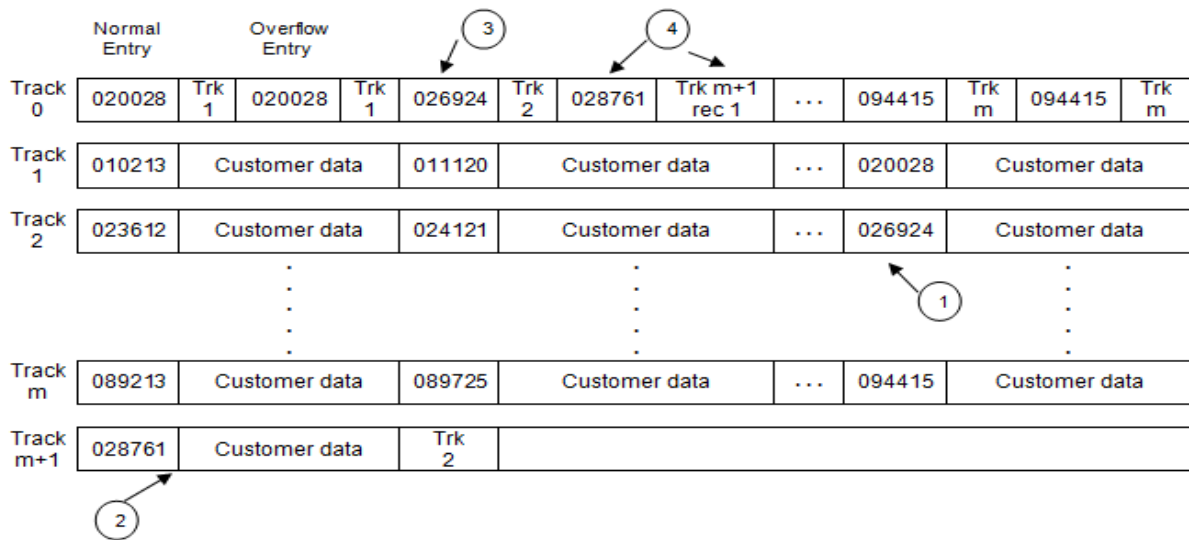 Normal Entry
Overflow Entry
3
4
Track 0
020028
Trk 1
020028
Trk 1
026924
Trk 2
028761
Trk m+1 rec 1
...
094415
Trk m
094415
Trk m
Track 1
010213
Customer data
011120
Customer data
...
020028
Customer data
Track 2
023612
Customer data
024121
Customer data
...
026924
Customer data
1
Track m
089213
Customer data
089725
Customer data
...
094415
Customer data
Track m+1
028761
Customer data
Trk 2
2